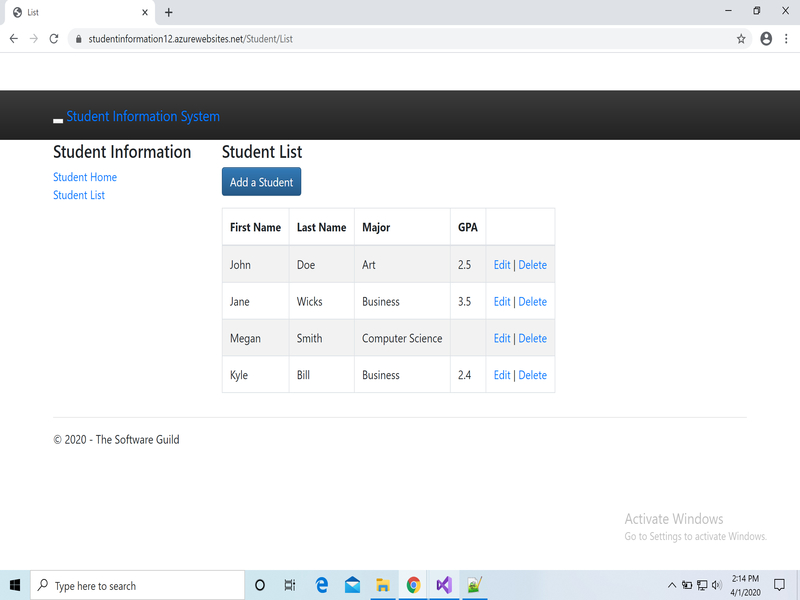 List
studentinformation12.azurewebsites.net/Student/List
Student Information System
Student Information
Student Home
Student List
Student List
Add a Student
First Name Last Name Major GPA
John Doe Art 2.5 Edit | Delete
Jane Wicks Business 3.5 Edit | Delete
Megan Smith Computer Science Edit | Delete
Kyle Bill Business 2.4 Edit | Delete
© 2020 - The Software Guild
Activate Windows
Go to Settings to activate Windows.
Type here to search
2:14 PM
4/1/2020